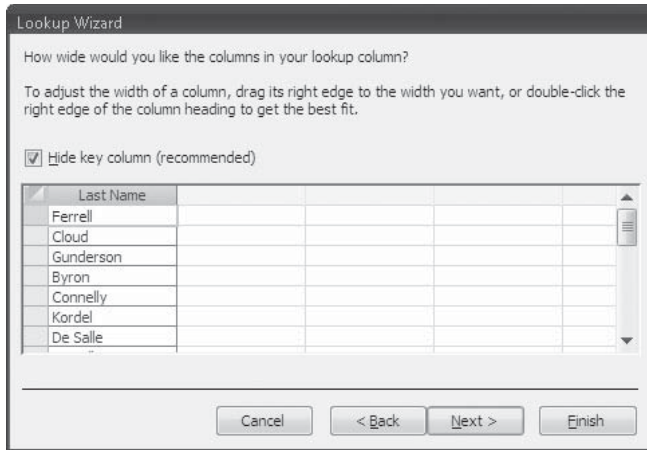 Lookup Wizard
How wide would you like the columns in your lookup column?
To adjust the width of a column, drag its right edge to the width you want, or double-click the
right edge of the column heading to get the best fit.
Hide key column (recommended)
Last Name
Ferrell
Cloud
Gunderson
Byron
Connelly
Kordel
De Salle
Cancel
< Back
Next >
Finish